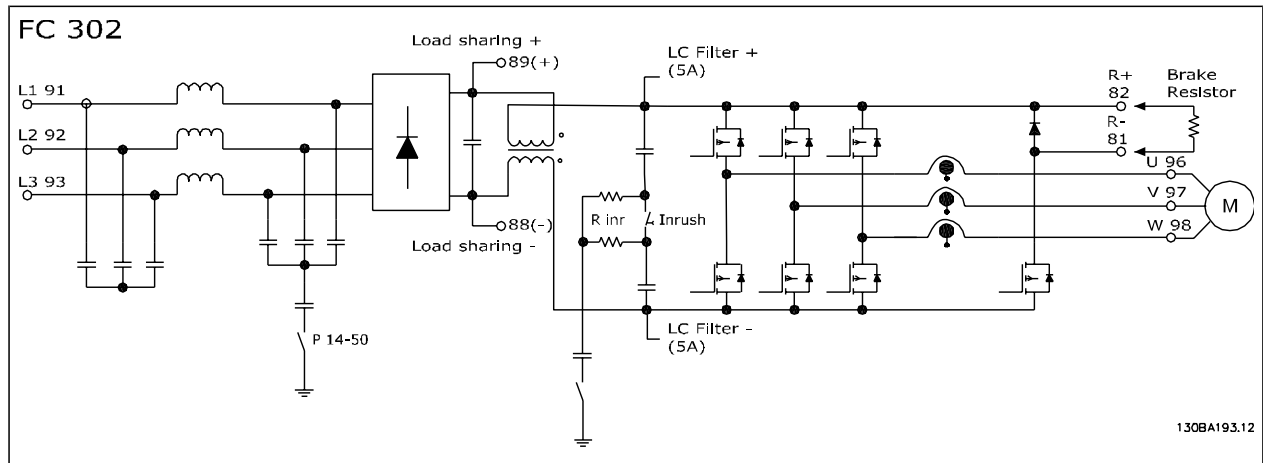 FC 302
Load sharing +
89(+)
LC Filter +
(5A)
R+
82
Brake
Resistor
R-
81
L1 91
L2 92
L3 93
U 96
V 97
W 98
M
R inr
Inrush
88(-)
Load sharing -
P 14-50
LC Filter -
(5A)
130BA193.12